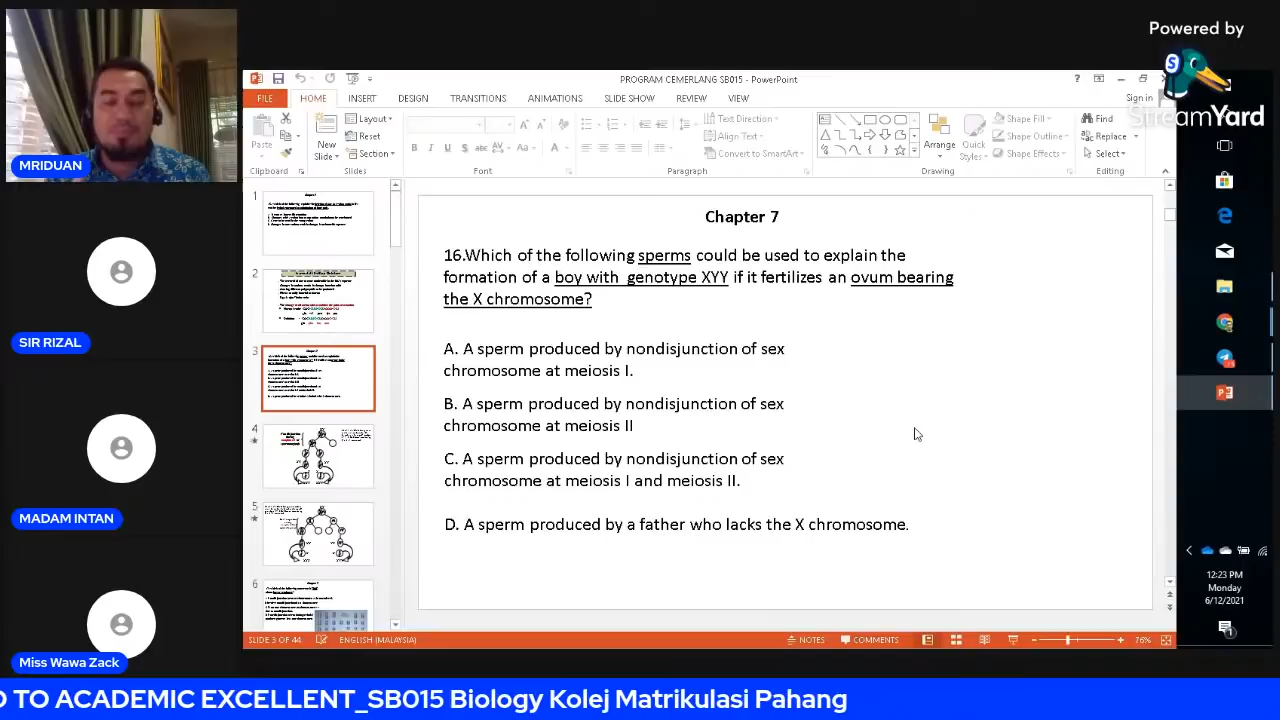 Powered by
StreamYard
PROGRAM CEMERLANG SB015 - PowerPoint
Sign in
FILE
HOME
INSERT
DESIGN
TRANSITIONS
ANIMATIONS
SLIDE SHOW
REVIEW
VIEW
Paste
New
Slide
Layout
Reset
Section
Text Direction
Align Text
Convert to SmartArt
Arrange
Quick
Styles
Shape Fill
Shape Outline
Shape Effects
Find
Replace
Select
Clipboard
Slides
Font
Paragraph
Drawing
Editing
MRIDUAN
SIR RIZAL
MADAM INTAN
Miss Wawa Zack
1
2
3
4
5
6
Chapter 7
16.Which of the following sperms could be used to explain the
formation of a boy with genotype XYY if it fertilizes an ovum bearing
the X chromosome?
A. A sperm produced by nondisjunction of sex
chromosome at meiosis I.
B. A sperm produced by nondisjunction of sex
chromosome at meiosis II
C. A sperm produced by nondisjunction of sex
chromosome at meiosis I and meiosis II.
D. A sperm produced by a father who lacks the X chromosome.
12:23 PM
Monday
6/12/2021
SLIDE 3 OF 44
ENGLISH (MALAYSIA)
NOTES
COMMENTS
76%
O TO ACADEMIC EXCELLENT_SB015 Biology Kolej Matrikulasi Pahang